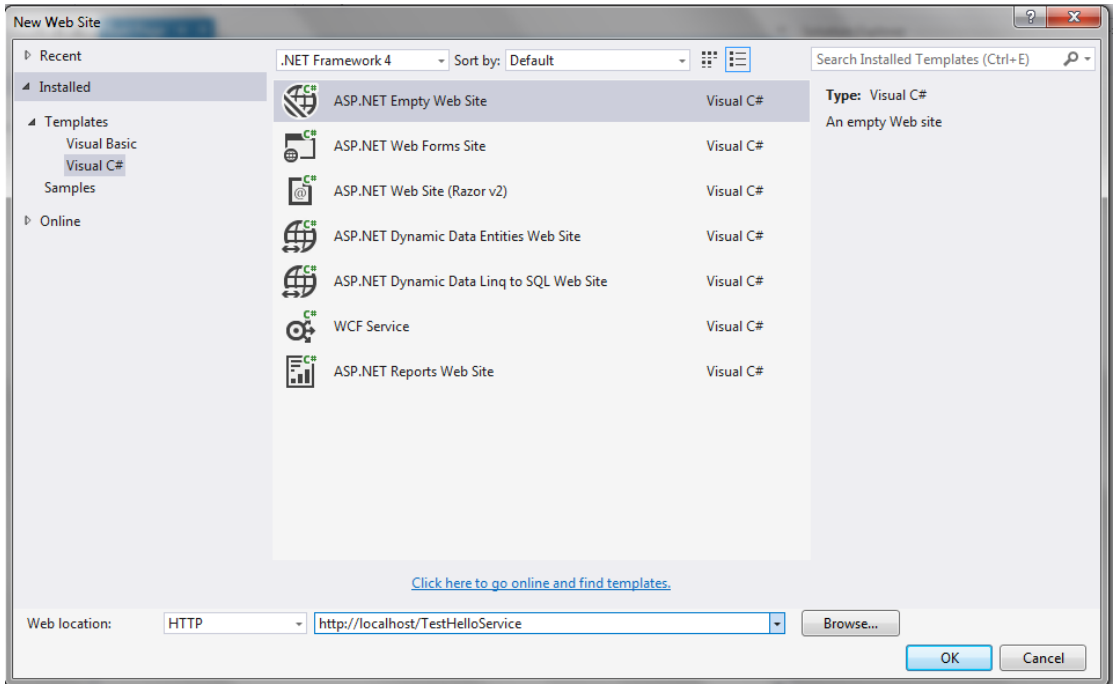 New Web Site
?
x
Recent
Installed
Templates
Visual Basic
Visual C#
Samples
Online
.NET Framework 4
Sort by: Default
C# ASP.NET Empty Web Site Visual C#
C# ASP.NET Web Forms Site Visual C#
C# @ ASP.NET Web Site (Razor v2) Visual C#
C# ASP.NET Dynamic Data Entities Web Site Visual C#
C# ASP.NET Dynamic Data Linq to SQL Web Site Visual C#
C# WCF Service Visual C#
C# ASP.NET Reports Web Site Visual C#
Click here to go online and find templates.
Search Installed Templates (Ctrl+E)
Type: Visual C#
An empty Web site
Web location: HTTP http://localhost/TestHelloService Browse...
OK Cancel